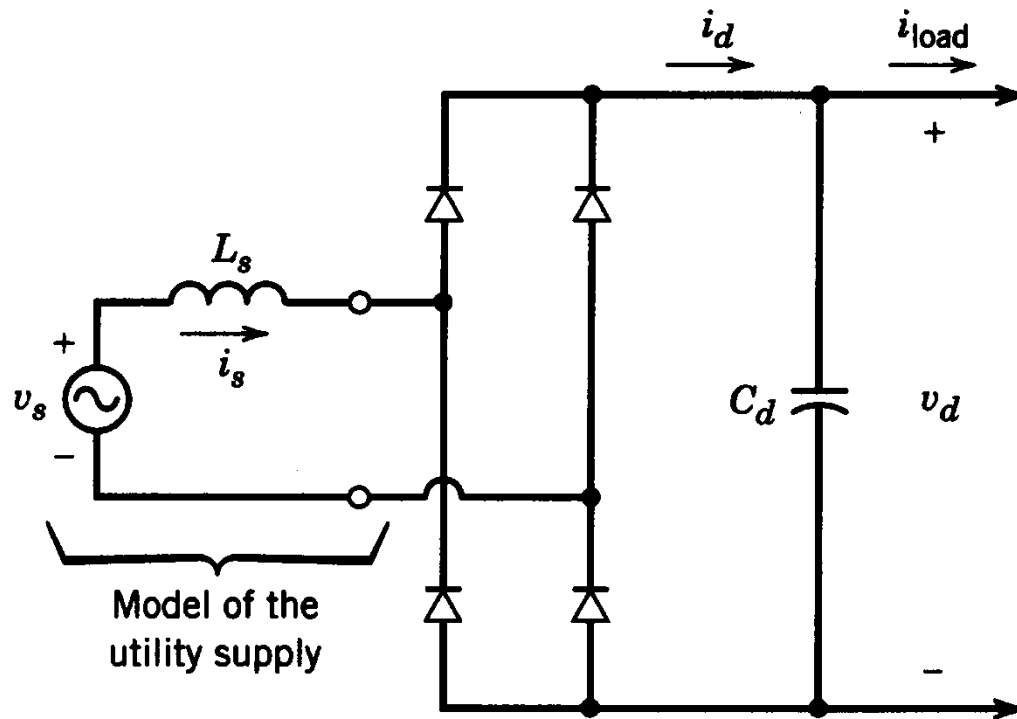 i_d
i_load
+
L_s
+
i_s
v_s
C_d
v_d
−
Model of the
utility supply
−